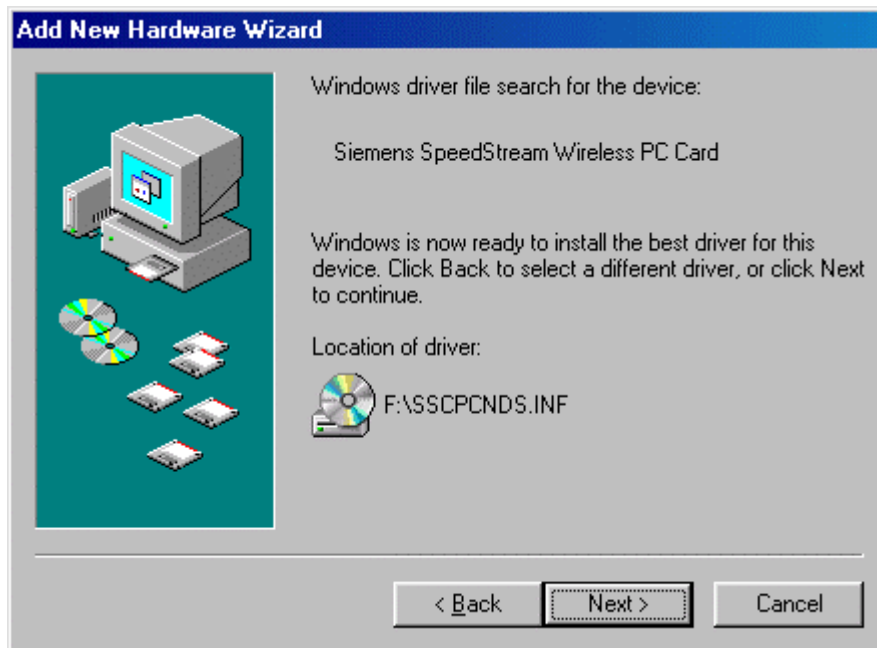 Add New Hardware Wizard
Windows driver file search for the device:
Siemens SpeedStream Wireless PC Card
Windows is now ready to install the best driver for this
device. Click Back to select a different driver, or click Next
to continue.
Location of driver:
F:\SSCPCNDS.INF
< Back
Next >
Cancel